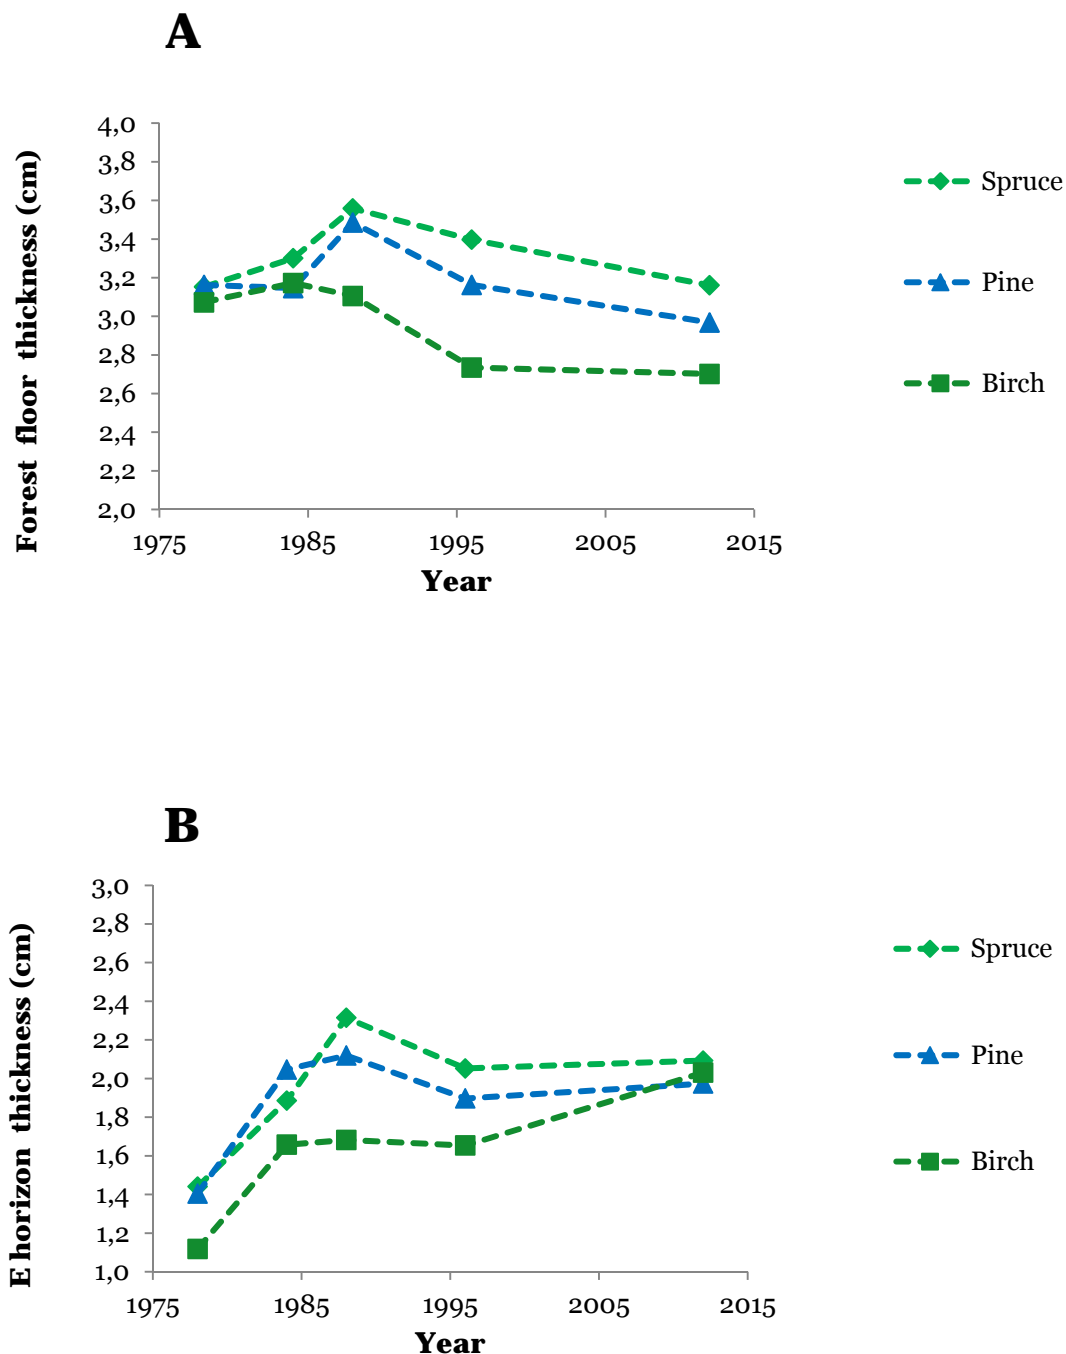 A
Forest floor thickness (cm)
4,0
3,8
3,6
3,4
3,2
3,0
2,8
2,6
2,4
2,2
2,0
1975 1985 1995 2005 2015
Year
Spruce
Pine
Birch
B
E horizon thickness (cm)
3,0
2,8
2,6
2,4
2,2
2,0
1,8
1,6
1,4
1,2
1,0
1975 1985 1995 2005 2015
Year
Spruce
Pine
Birch